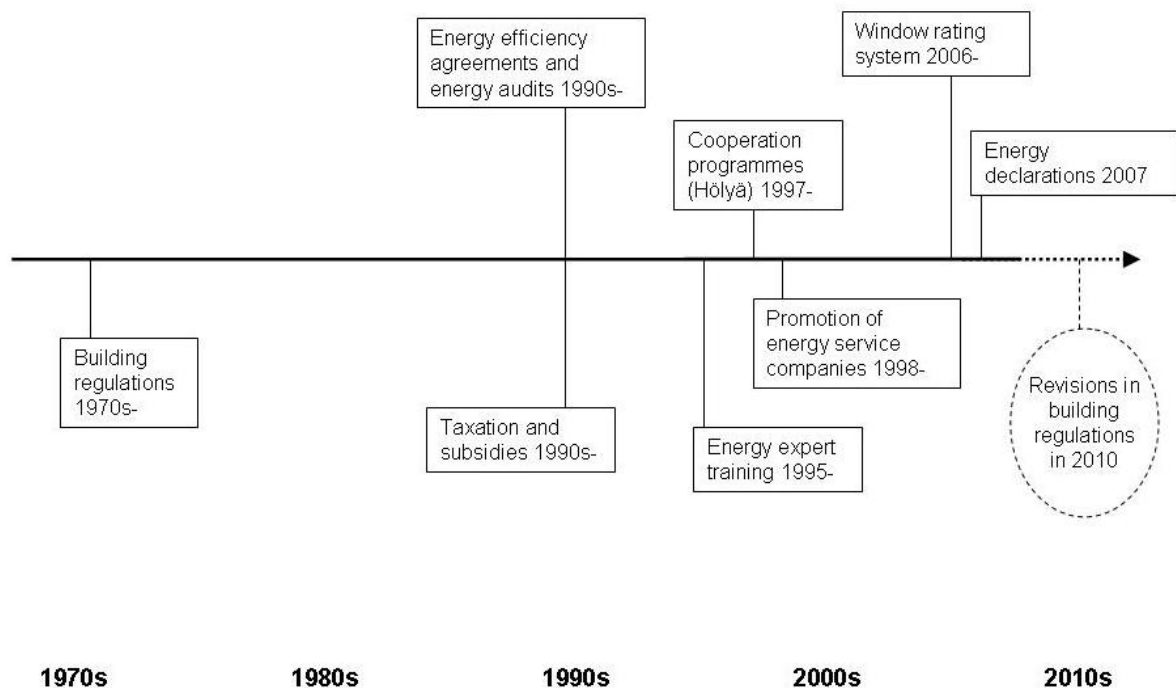 Energy efficiency
agreements and
energy audits 1990s-
Window rating
system 2006-
Cooperation
programmes
(Hölyä) 1997-
Energy
declarations 2007
Building
regulations
1970s-
Taxation and
subsidies 1990s-
Promotion of
energy service
companies 1998-
Energy expert
training 1995-
Revisions in
building
regulations
in 2010
1970s
1980s
1990s
2000s
2010s